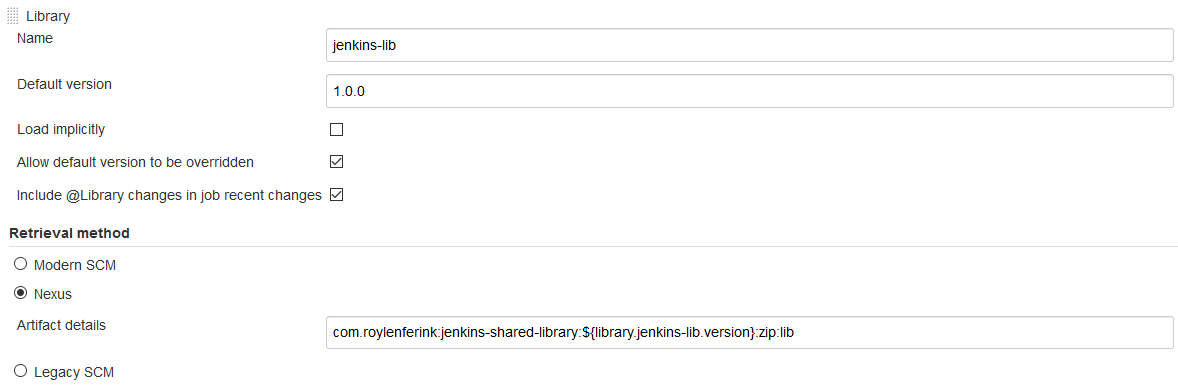 Library
Name
jenkins-lib
Default version
1.0.0
Load implicitly
Allow default version to be overridden
Include @Library changes in job recent changes
Retrieval method
Modern SCM
Nexus
Artifact details
com.roylenferink:jenkins-shared-library:${library.jenkins-lib.version}:zip:lib
Legacy SCM